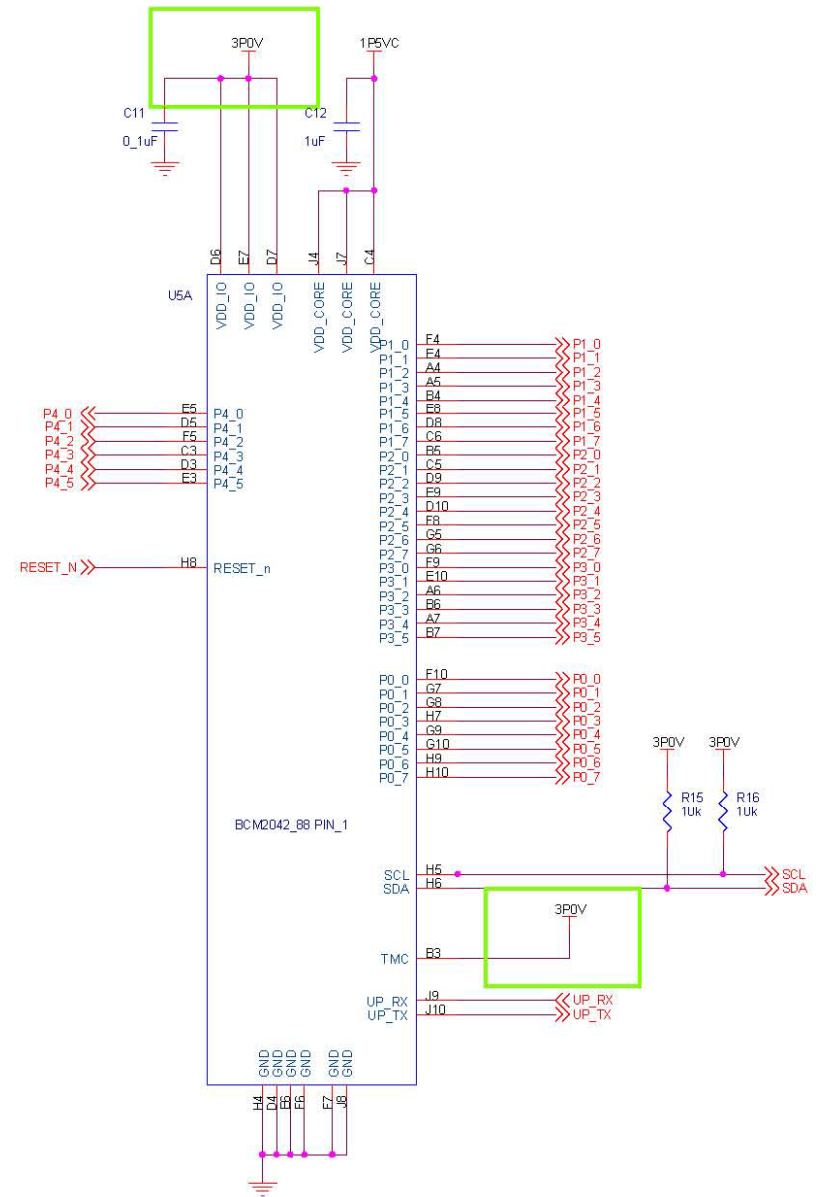 3P0V 1P5VC
C11 C12
0_1uF 1uF
D6 E7 D7 J4 J7 C4
U5A
VDD_IO VDD_IO VDD_IO VDD_CORE VDD_CORE VDD_CORE
P1_0 F4 P1_0
P1_1 E4 P1_1
P1_2 A4 P1_2
P1_3 A5 P1_3
P1_4 B4 P1_4
P4_0 E5 P4_0 P1_5 E8 P1_5
P4_1 D5 P4_1 P1_6 D8 P1_6
P4_2 F5 P4_2 P1_7 C6 P1_7
P4_3 C3 P4_3 P2_0 B5 P2_0
P4_4 D3 P4_4 P2_1 C5 P2_1
P4_5 E3 P4_5 P2_2 D9 P2_2
P2_3 E9 P2_3
P2_4 D10 P2_4
P2_5 F8 P2_5
P2_6 G5 P2_6
P2_7 G6 P2_7
RESET_N H8 RESET_n P3_0 F9 P3_0
P3_1 E10 P3_1
P3_2 A6 P3_2
P3_3 B6 P3_3
P3_4 A7 P3_4
P3_5 B7 P3_5
P0_0 F10 P0_0
P0_1 G7 P0_1
P0_2 G8 P0_2
P0_3 H7 P0_3
P0_4 G9 P0_4
P0_5 G10 P0_5
P0_6 H9 P0_6
P0_7 H10 P0_7
3P0V 3P0V
R15 R16
1Uk 1Uk
BCM2042_88 PIN_1
SCL H5 SCL
SDA H6 SDA
3P0V
TMC B3
UP_RX J9 UP_RX
UP_TX J10 UP_TX
GND GND GND GND GND GND
H4 D4 E6 F6 F7 J8